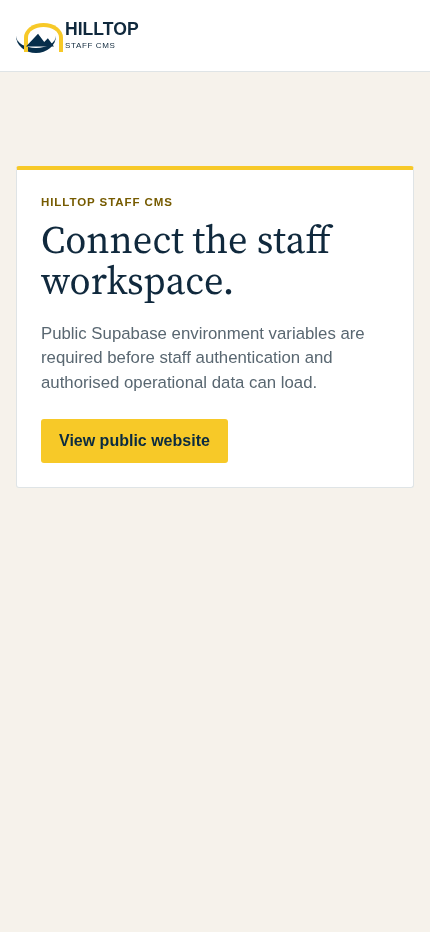 HILLTOP
STAFF CMS
HILLTOP STAFF CMS
Connect the staff
workspace.
Public Supabase environment variables are
required before staff authentication and
authorised operational data can load.
View public website